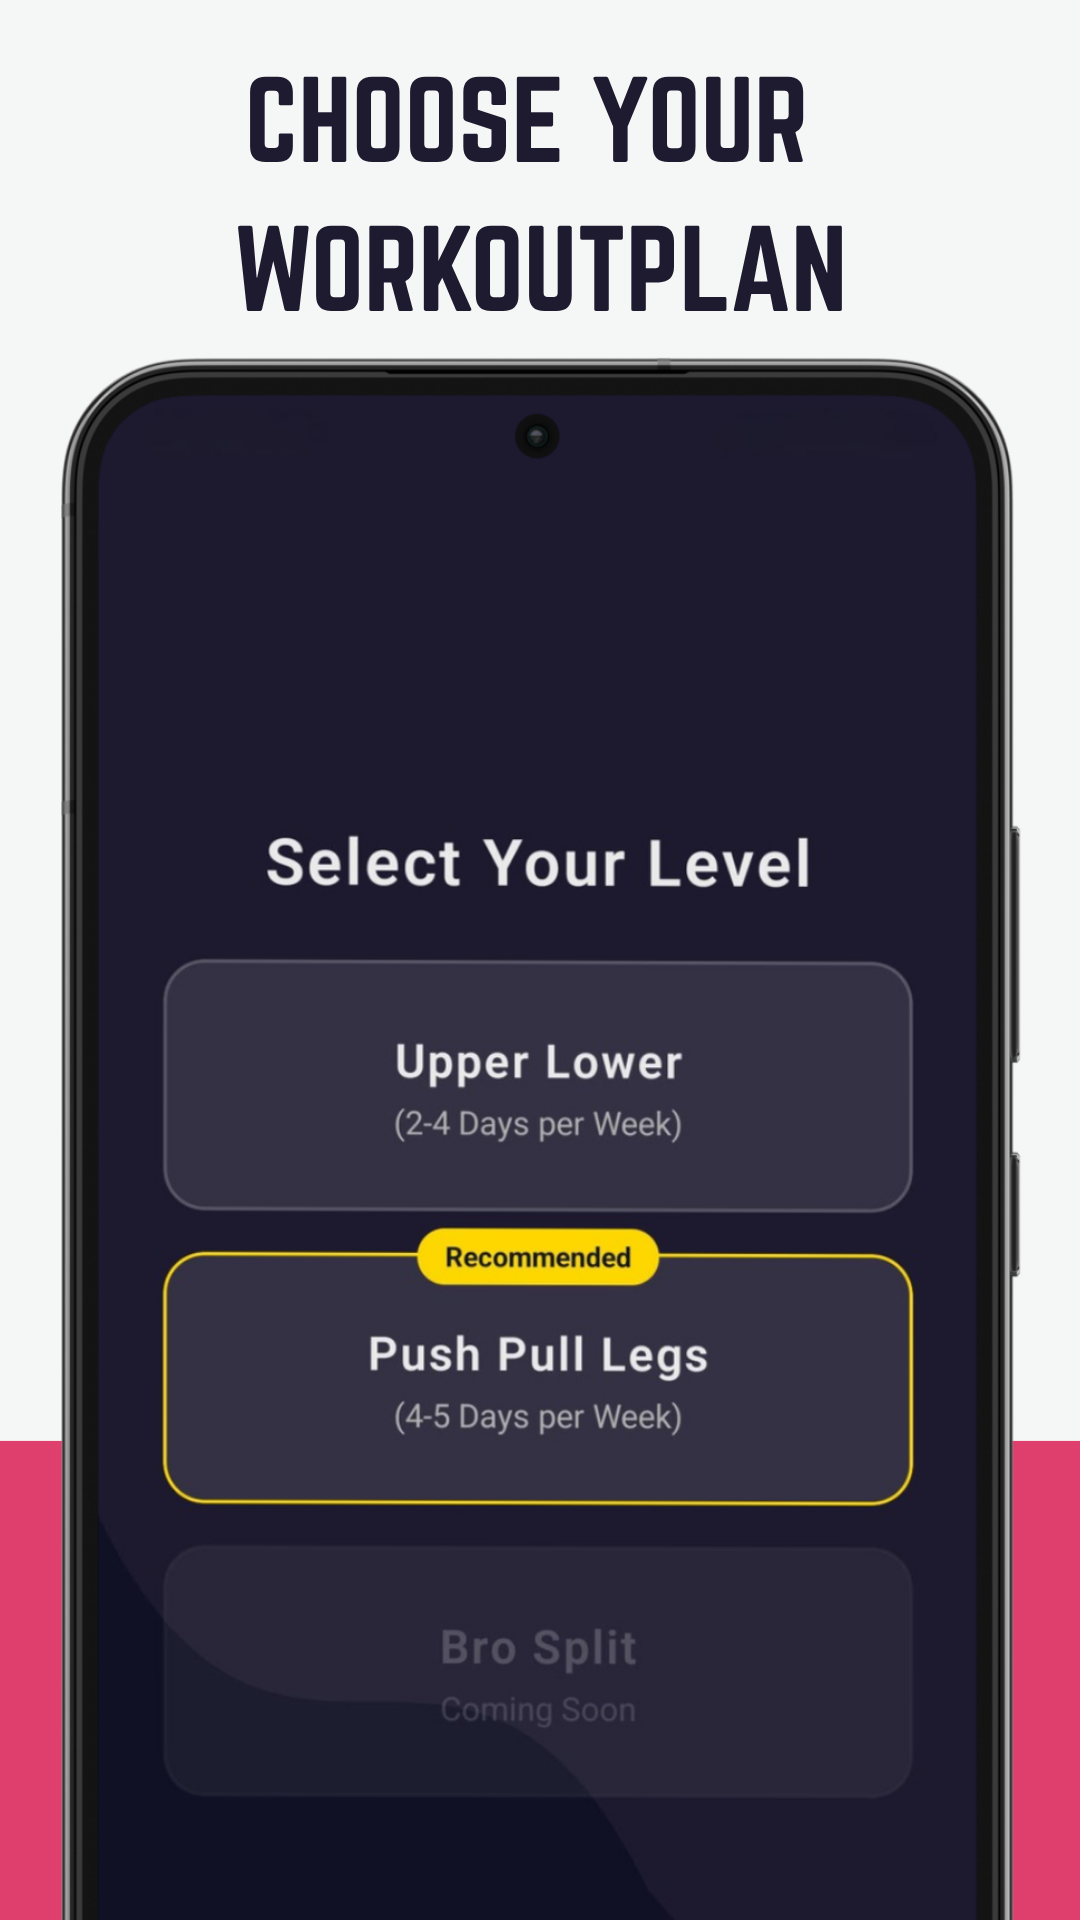 CHOOSE YOUR
WORKOUTPLAN
Select Your Level
Upper Lower
(2-4 Days per Week)
Recommended
Push Pull Legs
(4-5 Days per Week)
Bro Split
Coming Soon